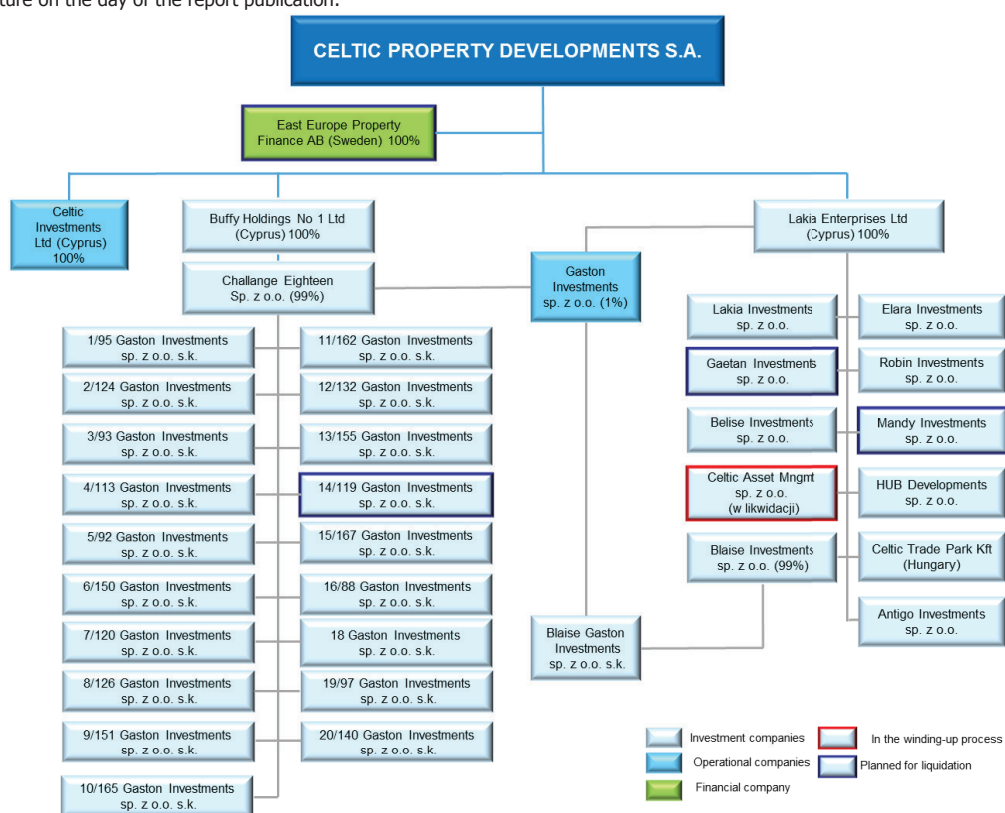 ture on the day of the report publication.
CELTIC PROPERTY DEVELOPMENTS S.A.
East Europe Property
Finance AB (Sweden) 100%
Celtic
Investments
Ltd (Cyprus)
100%
Buffy Holdings No 1 Ltd
(Cyprus) 100%
Lakia Enterprises Ltd
(Cyprus) 100%
Challange Eighteen
Sp. z o.o. (99%)
Gaston
Investments
sp. z o.o. (1%)
1/95 Gaston Investments
sp. z o.o. s.k.
2/124 Gaston Investments
sp. z o.o. s.k.
3/93 Gaston Investments
sp. z o.o. s.k.
4/113 Gaston Investments
sp. z o.o. s.k.
5/92 Gaston Investments
sp. z o.o. s.k.
6/150 Gaston Investments
sp. z o.o. s.k.
7/120 Gaston Investments
sp. z o.o. s.k.
8/126 Gaston Investments
sp. z o.o. s.k.
9/151 Gaston Investments
sp. z o.o. s.k.
10/165 Gaston Investments
sp. z o.o. s.k.
11/162 Gaston Investments
sp. z o.o. s.k.
12/132 Gaston Investments
sp. z o.o. s.k.
13/155 Gaston Investments
sp. z o.o. s.k.
14/119 Gaston Investments
sp. z o.o. s.k.
15/167 Gaston Investments
sp. z o.o. s.k.
16/88 Gaston Investments
sp. z o.o. s.k.
18 Gaston Investments
sp. z o.o. s.k.
19/97 Gaston Investments
sp. z o.o. s.k.
20/140 Gaston Investments
sp. z o.o. s.k.
Blaise Gaston
Investments
sp. z o.o. s.k.
Lakia Investments
sp. z o.o.
Gaetan Investments
sp. z o.o.
Belise Investments
sp. z o.o.
Celtic Asset Mngmt
sp. z o.o.
(w likwidacji)
Blaise Investments
sp. z o.o. (99%)
Elara Investments
sp. z o.o.
Robin Investments
sp. z o.o.
Mandy Investments
sp. z o.o.
HUB Developments
sp. z o.o.
Celtic Trade Park Kft
(Hungary)
Antigo Investments
sp. z o.o.
Investment companies
Operational companies
Financial company
In the winding-up process
Planned for liquidation